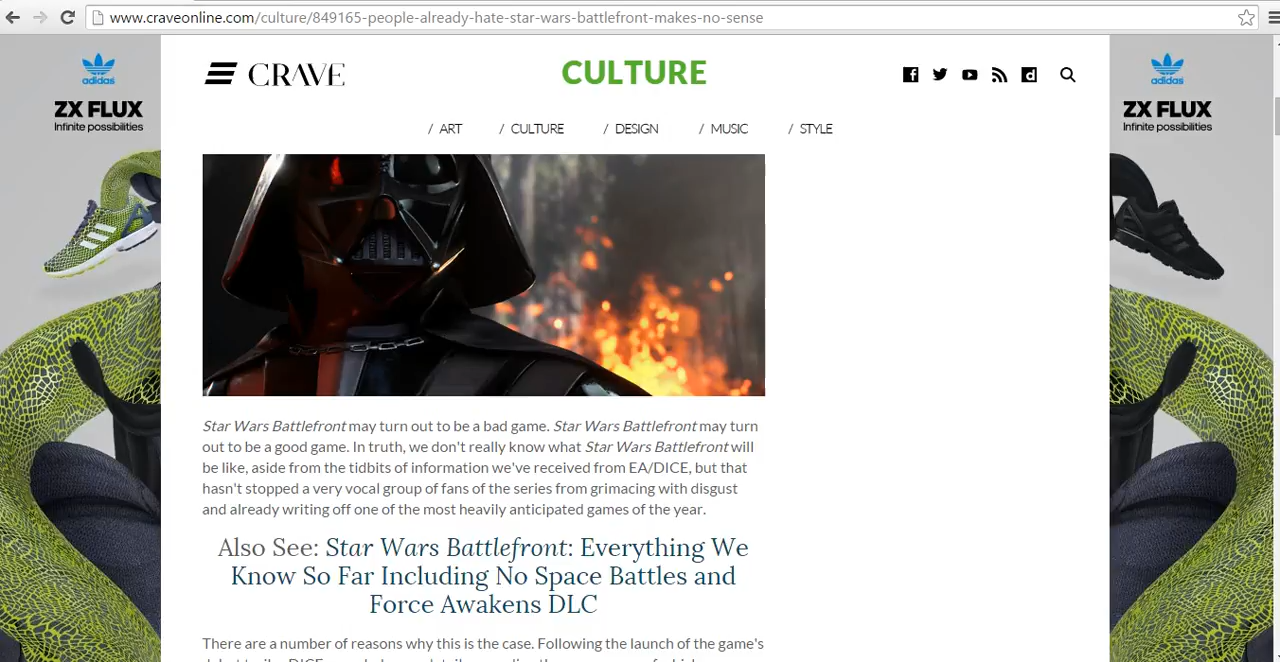 www.craveonline.com/culture/849165-people-already-hate-star-wars-battlefront-makes-no-sense
adidas
ZX FLUX
Infinite possibilities
CRAVE
CULTURE
adidas
ZX FLUX
Infinite possibilities
/ ART / CULTURE / DESIGN / MUSIC / STYLE
Star Wars Battlefront may turn out to be a bad game. Star Wars Battlefront may turn
out to be a good game. In truth, we don't really know what Star Wars Battlefront will
be like, aside from the tidbits of information we've received from EA/DICE, but that
hasn't stopped a very vocal group of fans of the series from grimacing with disgust
and already writing off one of the most heavily anticipated games of the year.
Also See: Star Wars Battlefront: Everything We
Know So Far Including No Space Battles and
Force Awakens DLC
There are a number of reasons why this is the case. Following the launch of the game's